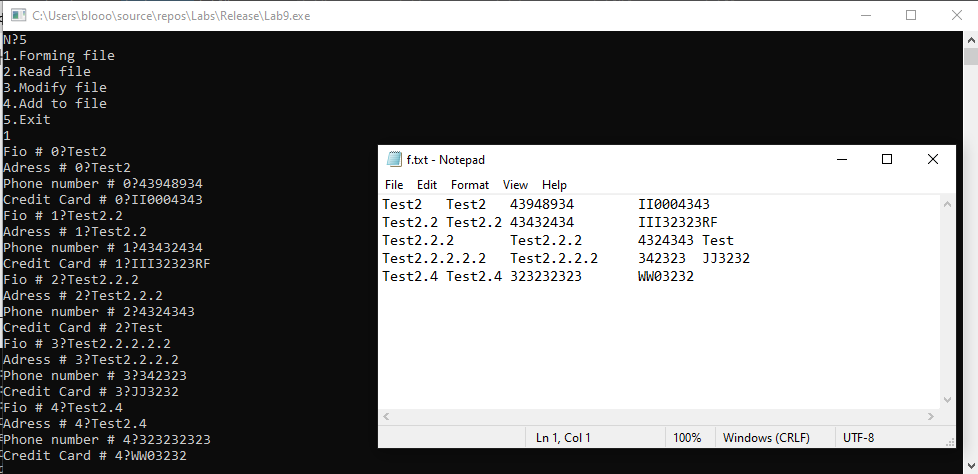 C:\Users\blooo\source\repos\Labs\Release\Lab9.exe
N?5
1.Forming file
2.Read file
3.Modify file
4.Add to file
5.Exit
1
Fio # 0?Test2
Adress # 0?Test2
Phone number # 0?43948934
Credit Card # 0?II0004343
Fio # 1?Test2.2
Adress # 1?Test2.2
Phone number # 1?43432434
Credit Card # 1?III32323RF
Fio # 2?Test2.2.2
Adress # 2?Test2.2.2
Phone number # 2?4324343
Credit Card # 2?Test
Fio # 3?Test2.2.2.2.2
Adress # 3?Test2.2.2.2
Phone number # 3?342323
Credit Card # 3?JJ3232
Fio # 4?Test2.4
Adress # 4?Test2.4
Phone number # 4?323232323
Credit Card # 4?WW03232
f.txt - Notepad
File Edit Format View Help
Test2 Test2 43948934 II0004343
Test2.2 Test2.2 43432434 III32323RF
Test2.2.2 Test2.2.2 4324343 Test
Test2.2.2.2.2 Test2.2.2.2 342323 JJ3232
Test2.4 Test2.4 323232323 WW03232
Ln 1, Col 1 100% Windows (CRLF) UTF-8